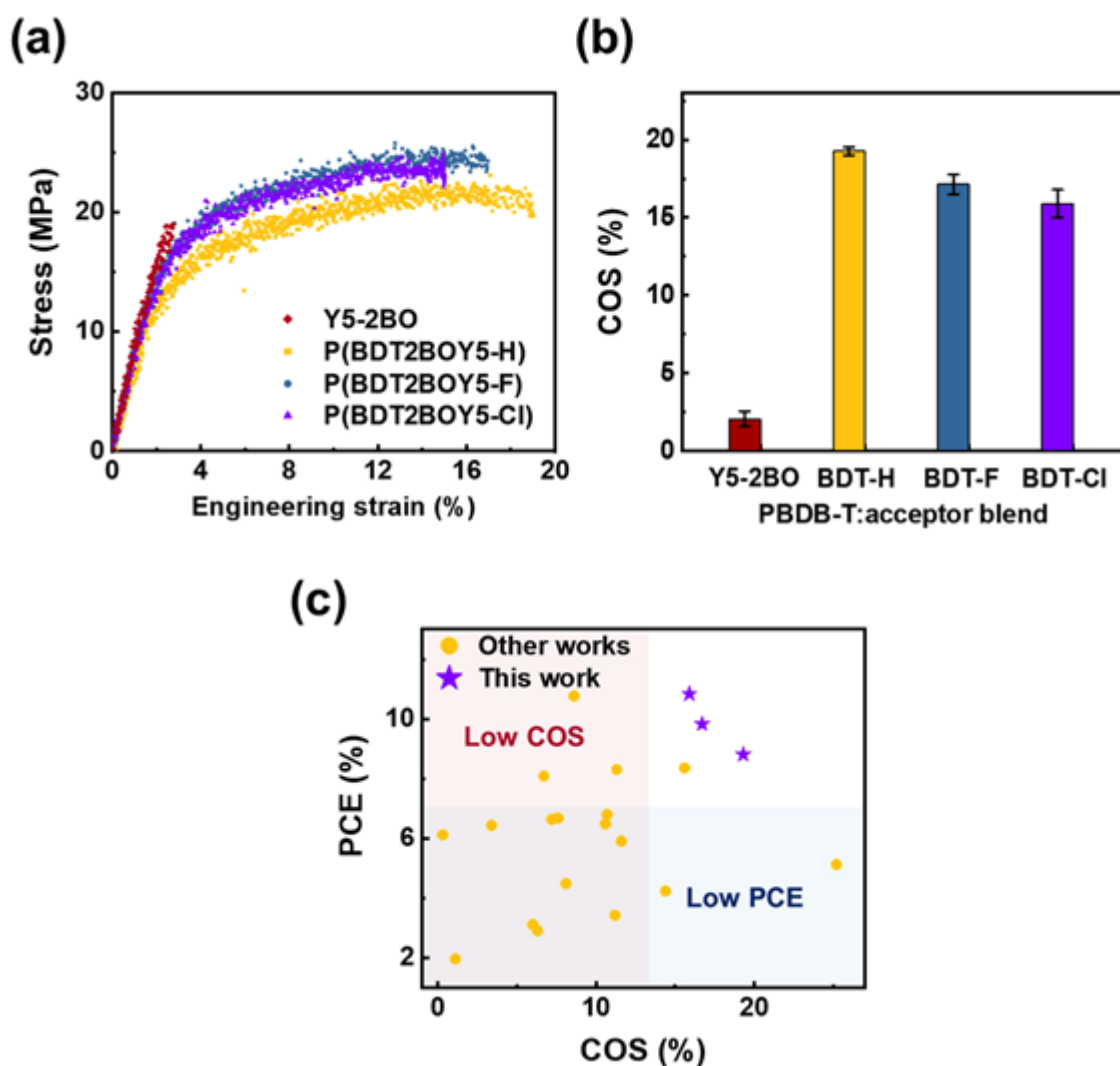 (a)
Stress (MPa)
30
20
10
0
0 4 8 12 16 20
Engineering strain (%)
Y5-2BO
P(BDT2BOY5-H)
P(BDT2BOY5-F)
P(BDT2BOY5-Cl)
(b)
COS (%)
20
15
10
5
0
Y5-2BO BDT-H BDT-F BDT-Cl
PBDB-T:acceptor blend
(c)
PCE (%)
10
6
2
Other works
This work
Low COS
Low PCE
0 10 20
COS (%)